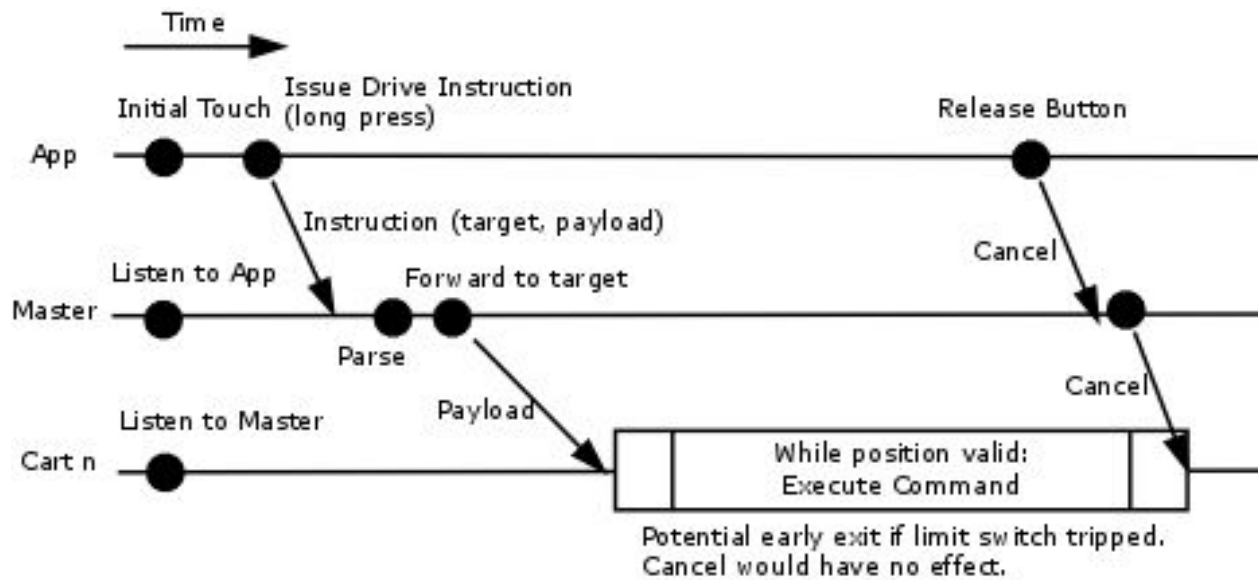 Time
Issue Drive Instruction
(long press)
Initial Touch
Release Button
App
Instruction (target, payload)
Cancel
Listen to App
Forward to target
Master
Parse
Cancel
Payload
Listen to Master
Cart n
While position valid:
Execute Command
Potential early exit if limit switch tripped.
Cancel would have no effect.